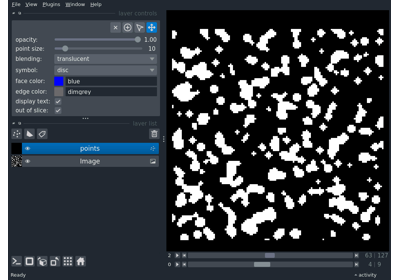 File View Plugins Window Help
layer controls
opacity: 1.00
point size: 10
blending: translucent
symbol: disc
face color: blue
edge color: dimgrey
display text:
out of slice:
layer list
points
Image
2 63 127
0 4 9
Ready activity